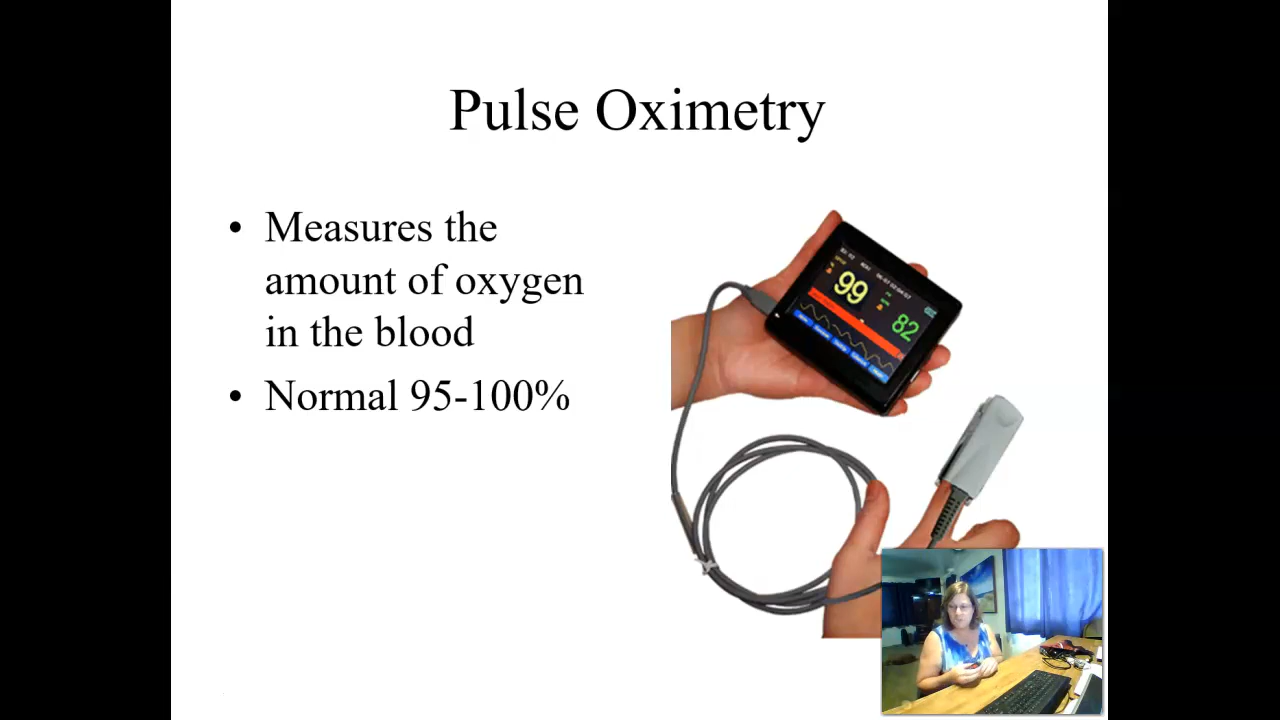 Pulse Oximetry
• Measures the
amount of oxygen
in the blood
• Normal 95-100%
99
82